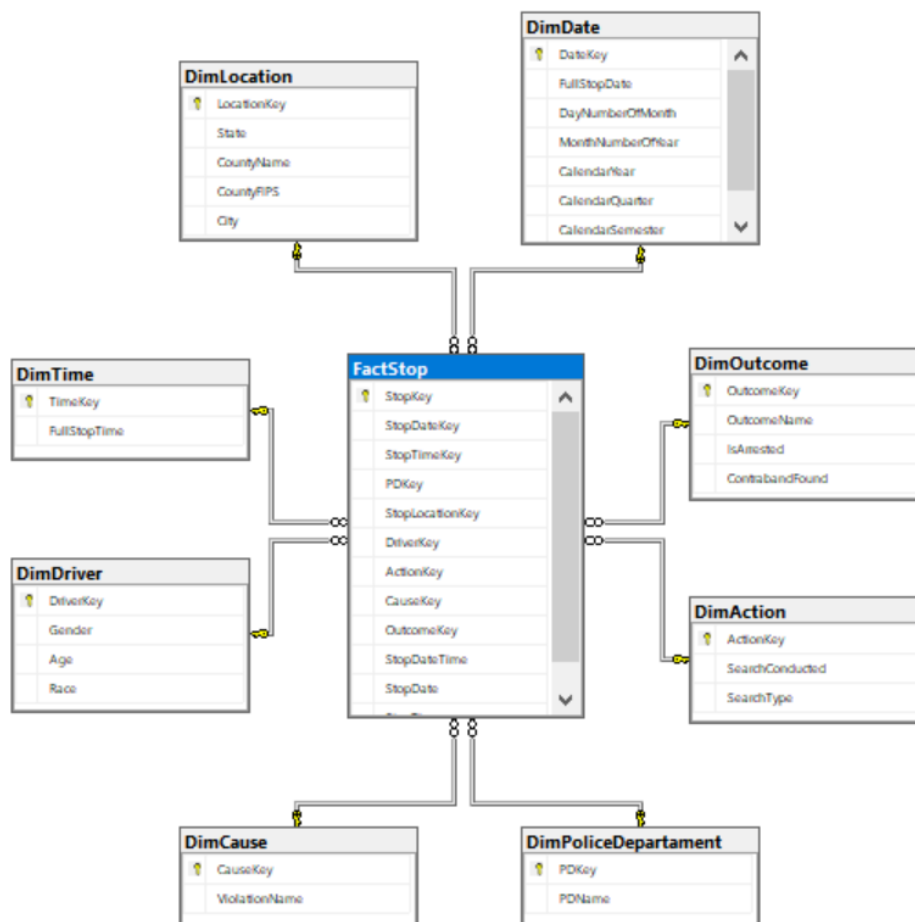 DimDate
DateKey
FullStopDate
DayNumberOfMonth
MonthNumberOfYear
CalendarYear
CalendarQuarter
CalendarSemester
DimLocation
LocationKey
State
CountyName
CountyFIPS
City
DimTime
TimeKey
FullStopTime
FactStop
StopKey
StopDateKey
StopTimeKey
PDKey
StopLocationKey
DriverKey
ActionKey
CauseKey
OutcomeKey
StopDateTime
StopDate
DimOutcome
OutcomeKey
OutcomeName
IsArrested
ContrabandFound
DimDriver
DriverKey
Gender
Age
Race
DimAction
ActionKey
SearchConducted
SearchType
DimCause
CauseKey
ViolationName
DimPoliceDepartament
PDKey
PDName